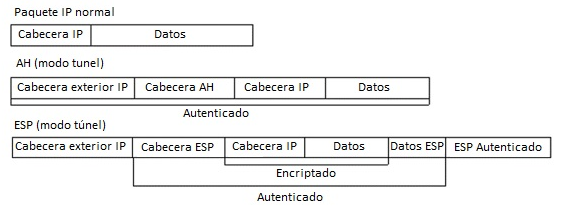 Paquete IP normal
Cabecera IP Datos
AH (modo tunel)
Cabecera exterior IP Cabecera AH Cabecera IP Datos
Autenticado
ESP (modo túnel)
Cabecera exterior IP Cabecera ESP Cabecera IP Datos Datos ESP ESP Autenticado
Encriptado
Autenticado